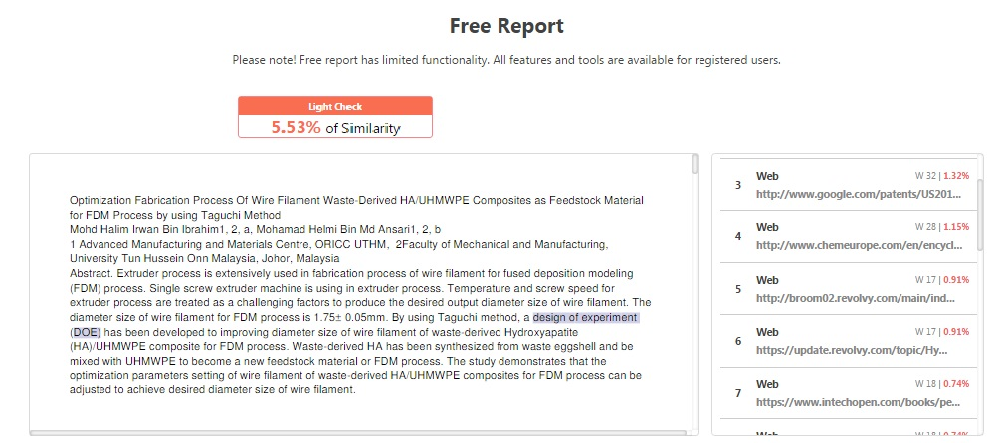 Free Report
Please note! Free report has limited functionality. All features and tools are available for registered users.
Light Check
5.53% of Similarity
Optimization Fabrication Process Of Wire Filament Waste-Derived HA/UHMWPE Composites as Feedstock Material
for FDM Process by using Taguchi Method
Mohd Halim Irwan Bin Ibrahim1, 2, a, Mohamad Helmi Bin Md Ansari1, 2, b
1 Advanced Manufacturing and Materials Centre, ORICC UTHM, 2Faculty of Mechanical and Manufacturing,
University Tun Hussein Onn Malaysia, Johor, Malaysia
Abstract. Extruder process is extensively used in fabrication process of wire filament for fused deposition modeling
(FDM) process. Single screw extruder machine is using in extruder process. Temperature and screw speed for
extruder process are treated as a challenging factors to produce the desired output diameter size of wire filament. The
diameter size of wire filament for FDM process is 1.75± 0.05mm. By using Taguchi method, a design of experiment
(DOE) has been developed to improving diameter size of wire filament of waste-derived Hydroxyapatite
(HA)/UHMWPE composite for FDM process. Waste-derived HA has been synthesized from waste eggshell and be
mixed with UHMWPE to become a new feedstock material or FDM process. The study demonstrates that the
optimization parameters setting of wire filament of waste-derived HA/UHMWPE composites for FDM process can be
adjusted to achieve desired diameter size of wire filament.
3 Web W 32 | 1.32%
http://www.google.com/patents/US201...
4 Web W 28 | 1.15%
http://www.chemeurope.com/en/encycl...
5 Web W 17 | 0.91%
http://broom02.revolvy.com/main/ind...
6 Web W 17 | 0.91%
https://update.revolvy.com/topic/Hy...
7 Web W 18 | 0.74%
https://www.intechopen.com/books/pe...
Web W 18 | 0.74%